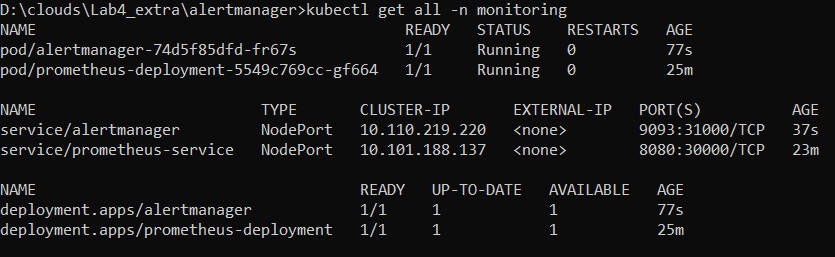 D:\clouds\Lab4_extra\alertmanager>kubectl get all -n monitoring
NAME                                         READY   STATUS    RESTARTS   AGE
pod/alertmanager-74d5f85dfd-fr67s            1/1     Running   0          77s
pod/prometheus-deployment-5549c769cc-gf664   1/1     Running   0          25m
NAME                         TYPE       CLUSTER-IP       EXTERNAL-IP   PORT(S)          AGE
service/alertmanager         NodePort   10.110.219.220   <none>        9093:31000/TCP   37s
service/prometheus-service   NodePort   10.101.188.137   <none>        8080:30000/TCP   23m
NAME                                    READY   UP-TO-DATE   AVAILABLE   AGE
deployment.apps/alertmanager            1/1     1            1           77s
deployment.apps/prometheus-deployment   1/1     1            1           25m